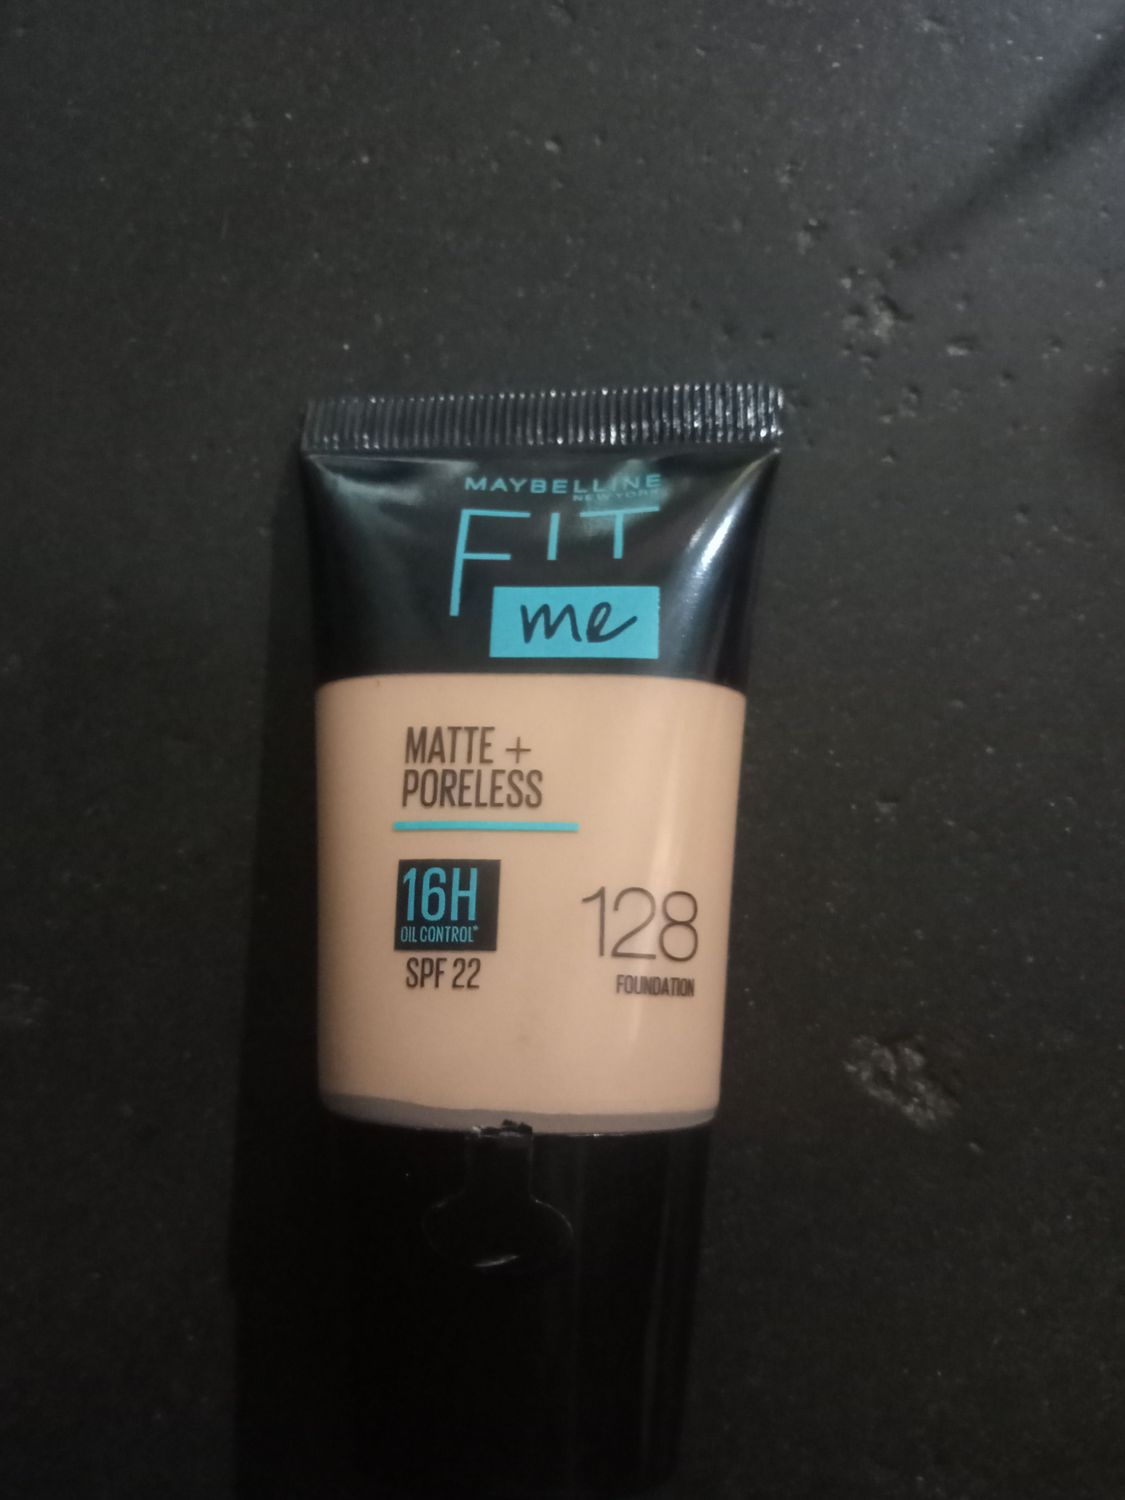 MAYBELLINE
NEW YORK
FIT
me
MATTE +
PORELESS
16H
OIL CONTROL*
SPF 22
128
FOUNDATION